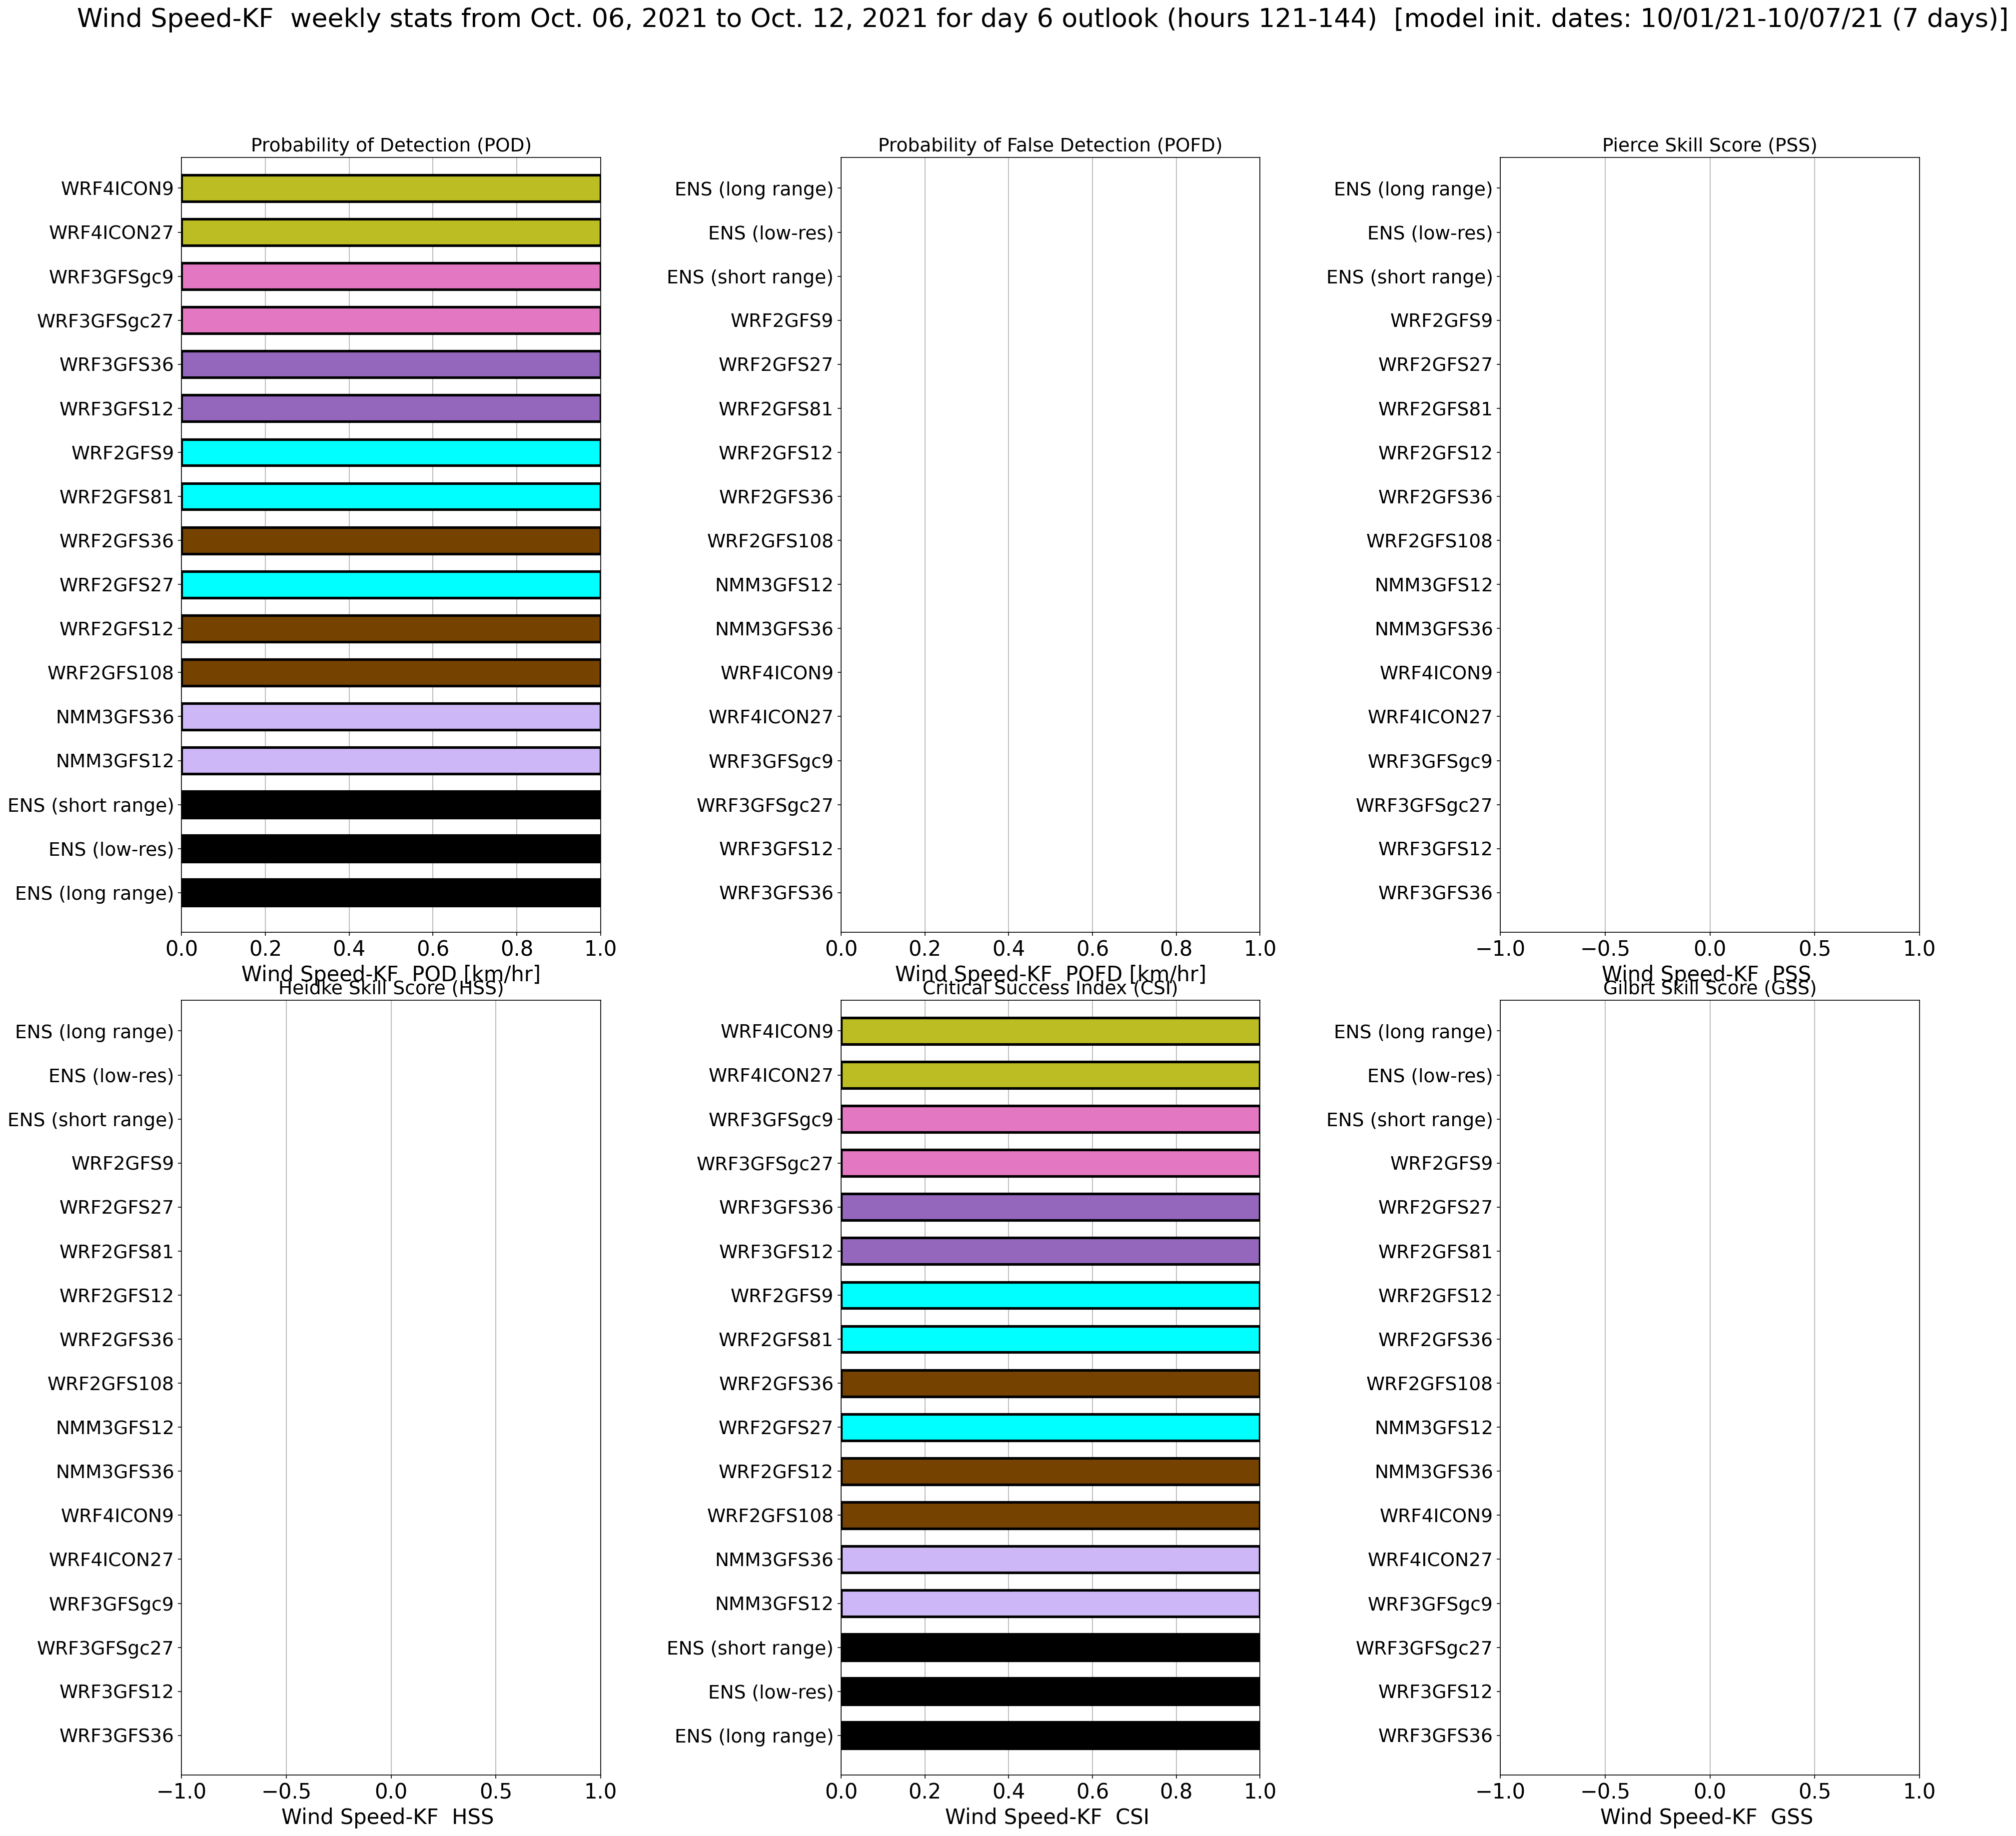 Wind Speed-KF  weekly stats from Oct. 06, 2021 to Oct. 12, 2021 for day 6 outlook (hours 121-144)  [model init. dates: 10/01/21-10/07/21 (7 days)]
Probability of Detection (POD)
WRF4ICON9
WRF4ICON27
WRF3GFSgc9
WRF3GFSgc27
WRF3GFS36
WRF3GFS12
WRF2GFS9
WRF2GFS81
WRF2GFS36
WRF2GFS27
WRF2GFS12
WRF2GFS108
NMM3GFS36
NMM3GFS12
ENS (short range)
ENS (low-res)
ENS (long range)
0.0 0.2 0.4 0.6 0.8 1.0
Wind Speed-KF  POD [km/hr]
Probability of False Detection (POFD)
ENS (long range)
ENS (low-res)
ENS (short range)
WRF2GFS9
WRF2GFS27
WRF2GFS81
WRF2GFS12
WRF2GFS36
WRF2GFS108
NMM3GFS12
NMM3GFS36
WRF4ICON9
WRF4ICON27
WRF3GFSgc9
WRF3GFSgc27
WRF3GFS12
WRF3GFS36
0.0 0.2 0.4 0.6 0.8 1.0
Wind Speed-KF  POFD [km/hr]
Pierce Skill Score (PSS)
ENS (long range)
ENS (low-res)
ENS (short range)
WRF2GFS9
WRF2GFS27
WRF2GFS81
WRF2GFS12
WRF2GFS36
WRF2GFS108
NMM3GFS12
NMM3GFS36
WRF4ICON9
WRF4ICON27
WRF3GFSgc9
WRF3GFSgc27
WRF3GFS12
WRF3GFS36
−1.0 −0.5 0.0 0.5 1.0
Wind Speed-KF  PSS
Heidke Skill Score (HSS)
ENS (long range)
ENS (low-res)
ENS (short range)
WRF2GFS9
WRF2GFS27
WRF2GFS81
WRF2GFS12
WRF2GFS36
WRF2GFS108
NMM3GFS12
NMM3GFS36
WRF4ICON9
WRF4ICON27
WRF3GFSgc9
WRF3GFSgc27
WRF3GFS12
WRF3GFS36
−1.0 −0.5 0.0 0.5 1.0
Wind Speed-KF  HSS
Critical Success Index (CSI)
WRF4ICON9
WRF4ICON27
WRF3GFSgc9
WRF3GFSgc27
WRF3GFS36
WRF3GFS12
WRF2GFS9
WRF2GFS81
WRF2GFS36
WRF2GFS27
WRF2GFS12
WRF2GFS108
NMM3GFS36
NMM3GFS12
ENS (short range)
ENS (low-res)
ENS (long range)
0.0 0.2 0.4 0.6 0.8 1.0
Wind Speed-KF  CSI
Gilbrt Skill Score (GSS)
ENS (long range)
ENS (low-res)
ENS (short range)
WRF2GFS9
WRF2GFS27
WRF2GFS81
WRF2GFS12
WRF2GFS36
WRF2GFS108
NMM3GFS12
NMM3GFS36
WRF4ICON9
WRF4ICON27
WRF3GFSgc9
WRF3GFSgc27
WRF3GFS12
WRF3GFS36
−1.0 −0.5 0.0 0.5 1.0
Wind Speed-KF  GSS